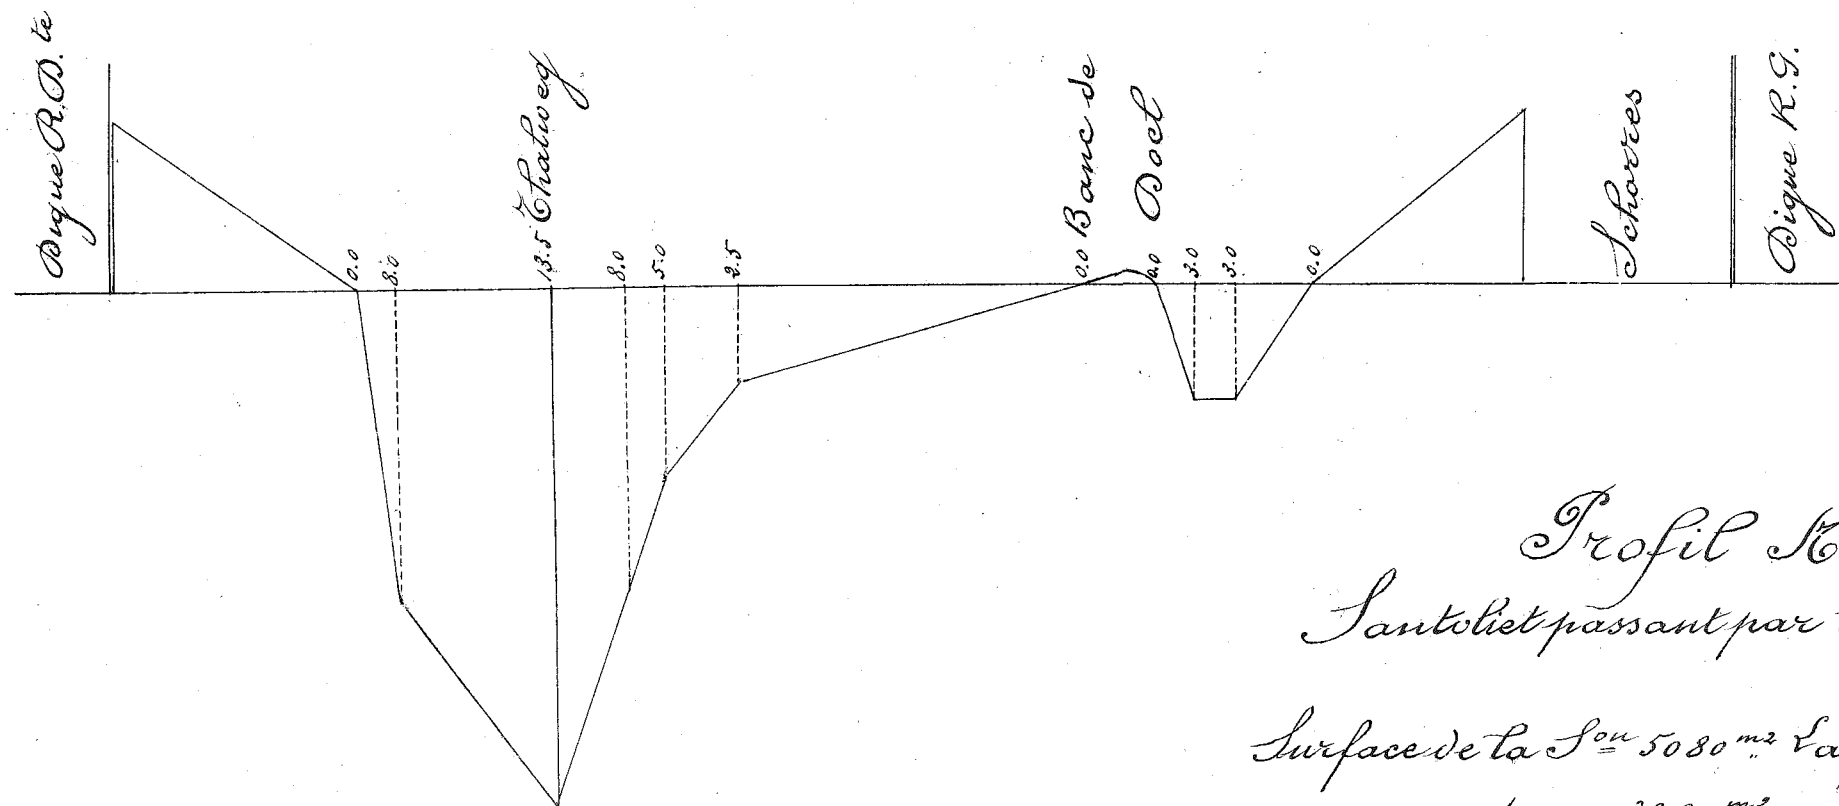 Digue R. D.te
0.0
8.0
13.5 Thalweg
8.0
5.0
2.5
0.0 Banc de
Doel
0.0
3.0
3.0
0.0
Schorres
Digue R. G.
Profil
Santvliet passant par
Surface de la Son 5080 m2 La